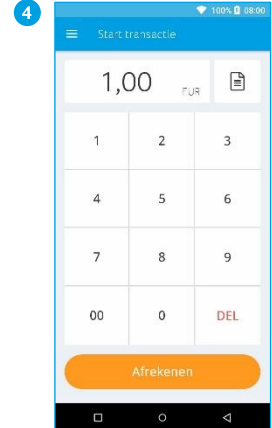 4
100% 08:00
Start transactie
1,00 EUR
1 2 3
4 5 6
7 8 9
00 0 DEL
Afrekenen